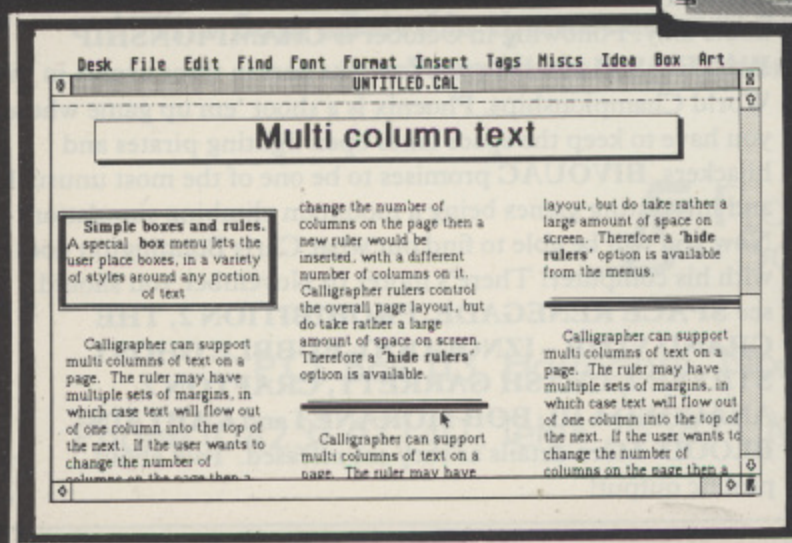 Desk File Edit Find Font Format Insert Tags Miscs Idea Box Art
UNTITLED.CAL
Multi column text
Simple boxes and rules.
A special box menu lets the
user place boxes, in a variety
of styles around any portion
of text
Calligrapher can support
multi columns of text on a
page. The ruler may have
multiple sets of margins, in
which case text will flow out
of one column into the top of
the next. If the user wants to
change the number of
columns on the page then a
change the number of
columns on the page then a
new ruler would be
inserted, with a different
number of columns on it.
Calligrapher rulers control
the overall page layout, but
do take rather a large
amount of space on screen.
Therefore a "hide rulers"
option is available.
Calligrapher can support
multi columns of text on a
page. The ruler may have
layout, but do take rather a
large amount of space on
screen. Therefore a "hide
rulers" option is available
from the menus.
Calligrapher can support
multi columns of text on a
page. The ruler may have
multiple sets of margins, in
which case text will flow out
of one column into the top of
the next. If the user wants to
change the number of
columns on the page then a